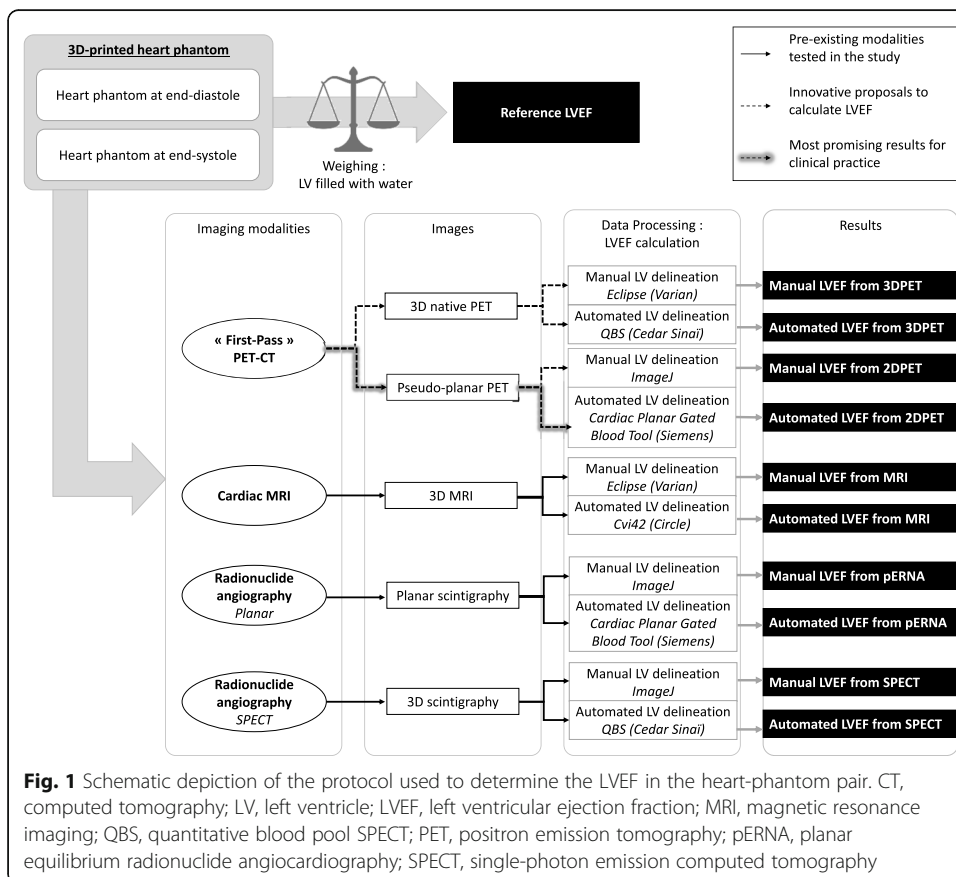 3D-printed heart phantom
Heart phantom at end-diastole
Heart phantom at end-systole
Weighing :
LV filled with water
Reference LVEF
Pre-existing modalities
tested in the study
Innovative proposals to
calculate LVEF
Most promising results for
clinical practice
Imaging modalities
Images
Data Processing :
LVEF calculation
Results
« First-Pass »
PET-CT
3D native PET
Manual LV delineation
Eclipse (Varian)
Manual LVEF from 3DPET
Automated LV delineation
QBS (Cedar Sinaï)
Automated LVEF from 3DPET
Pseudo-planar PET
Manual LV delineation
ImageJ
Manual LVEF from 2DPET
Automated LV delineation
Cardiac Planar Gated
Blood Tool (Siemens)
Automated LVEF from 2DPET
Cardiac MRI
3D MRI
Manual LV delineation
Eclipse (Varian)
Manual LVEF from MRI
Automated LV delineation
Cvi42 (Circle)
Automated LVEF from MRI
Radionuclide
angiography
Planar
Planar scintigraphy
Manual LV delineation
ImageJ
Manual LVEF from pERNA
Automated LV delineation
Cardiac Planar Gated
Blood Tool (Siemens)
Automated LVEF from pERNA
Radionuclide
angiography
SPECT
3D scintigraphy
Manual LV delineation
ImageJ
Manual LVEF from SPECT
Automated LV delineation
QBS (Cedar Sinaï)
Automated LVEF from SPECT
Fig. 1 Schematic depiction of the protocol used to determine the LVEF in the heart-phantom pair. CT,
computed tomography; LV, left ventricle; LVEF, left ventricular ejection fraction; MRI, magnetic resonance
imaging; QBS, quantitative blood pool SPECT; PET, positron emission tomography; pERNA, planar
equilibrium radionuclide angiocardiography; SPECT, single-photon emission computed tomography